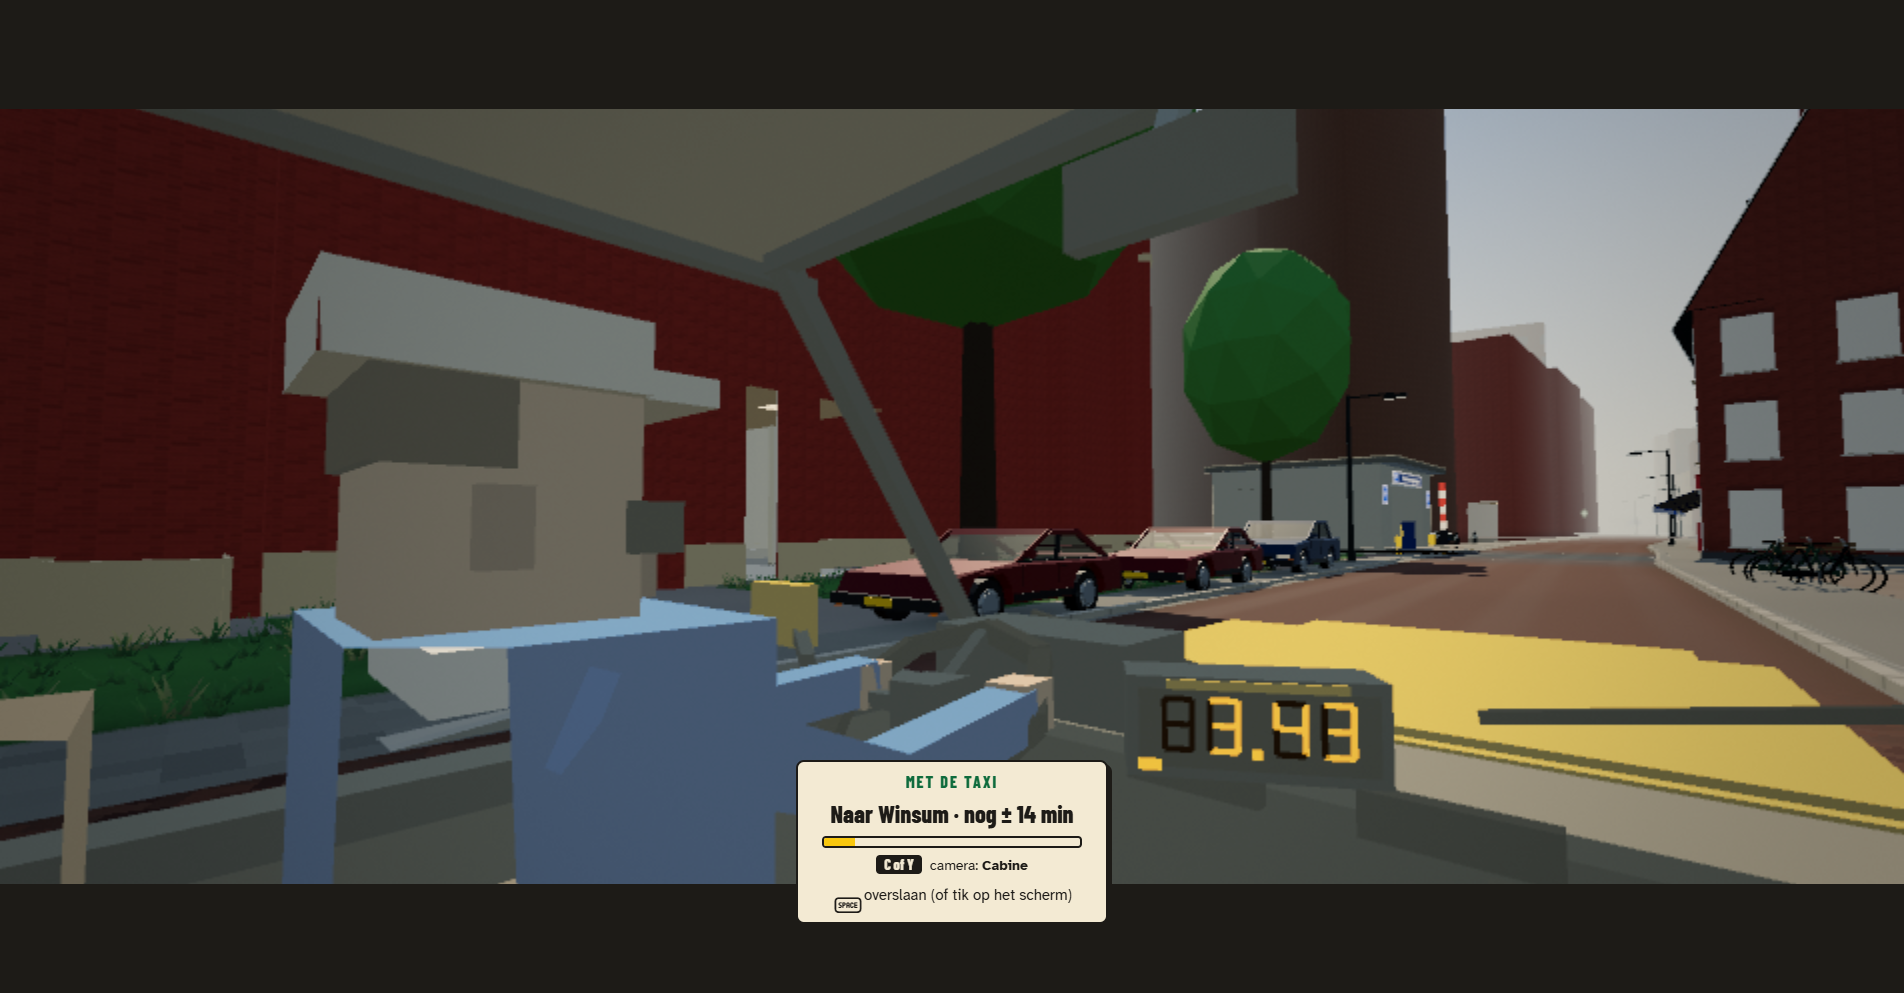 83.43
MET DE TAXI
Naar Winsum · nog ± 14 min
C of Y camera: Cabine
SPACE overslaan (of tik op het scherm)